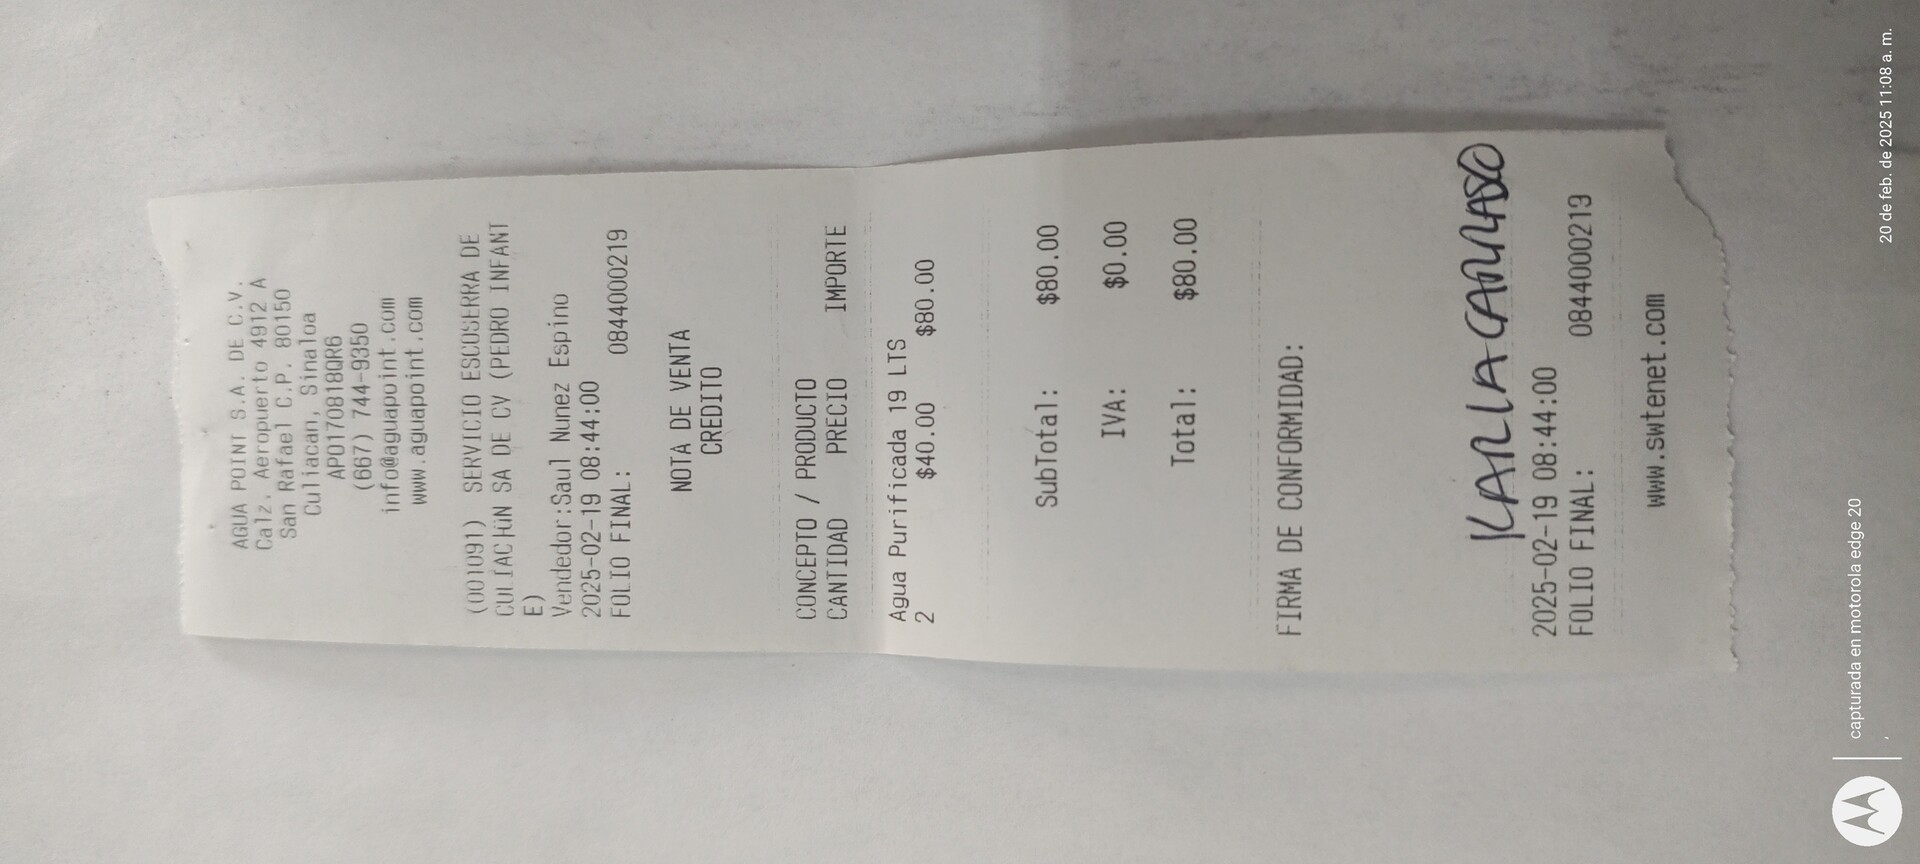 AGUA POINT S.A. DE C.V.
Calz. Aeropuerto 4912 A
San Rafael C.P. 80150
Culiacan, Sinaloa
APO170818QR6
(667) 744-9350
info@aguapoint.com
www.aguapoint.com
(001091) SERVICIO ESCOSERRA DE
CULIACHÚN SA DE CV (PEDRO INFANT
E)
Vendedor:Saul Nunez Espino
2025-02-19 08:44:00
FOLIO FINAL: 0844000219
NOTA DE VENTA
CREDITO
CONCEPTO / PRODUCTO
CANTIDAD PRECIO IMPORTE
Agua Purificada 19 LTS
2 $40.00 $80.00
SubTotal: $80.00
IVA: $0.00
Total: $80.00
FIRMA DE CONFORMIDAD:
2025-02-19 08:44:00
FOLIO FINAL: 0844000219
www.swtenet.com
capturada en motorola edge 20
20 de feb. de 2025 11:08 a. m.